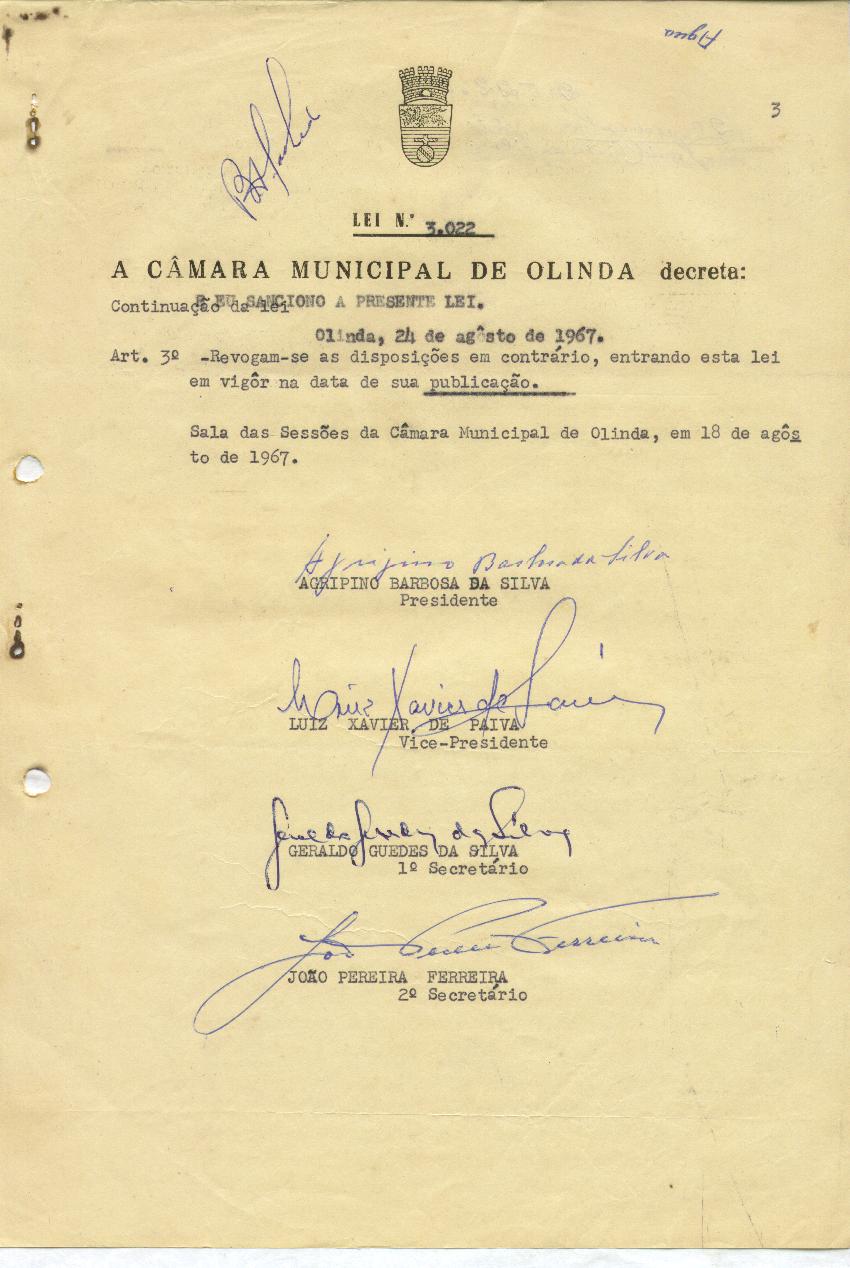 Agua
3
LEI N.º 3.022
A CÂMARA MUNICIPAL DE OLINDA decreta:
Continuação da lei
E EU SANCIONO A PRESENTE LEI.
Olinda, 24 de agôsto de 1967.
Art. 3º -Revogam-se as disposições em contrário, entrando esta lei
em vigôr na data de sua publicação.
Sala das Sessões da Câmara Municipal de Olinda, em 18 de agôs
to de 1967.
Agripino Barbosa da Silva
AGRIPINO BARBOSA DA SILVA
Presidente
Luiz Xavier de Paiva
LUIZ XAVIER DE PAIVA
Vice-Presidente
Geraldo Guedes da Silva
GERALDO GUEDES DA SILVA
1º Secretário
João Pereira Ferreira
JOÃO PEREIRA FERREIRA
2º Secretário